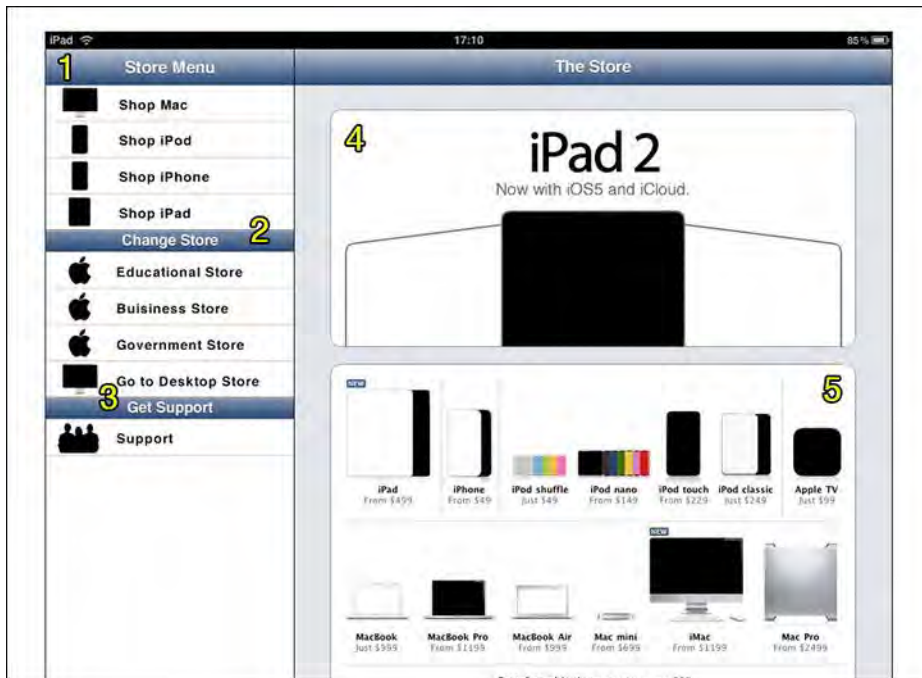 iPad 17:10 85%
1 Store Menu
The Store
Shop Mac
Shop iPod
Shop iPhone
Shop iPad
Change Store 2
Educational Store
Buisiness Store
Government Store
Go to Desktop Store
3 Get Support
Support
4
iPad 2
Now with iOS5 and iCloud.
5
NEW
iPad iPhone iPod shuffle iPod nano iPod touch iPod classic Apple TV
From $499 From $49 Just $49 From $149 From $229 Just $249 Just $99
NEW
MacBook MacBook Pro MacBook Air Mac mini iMac Mac Pro
Just $999 From $1199 From $999 From $699 From $1199 From $2499